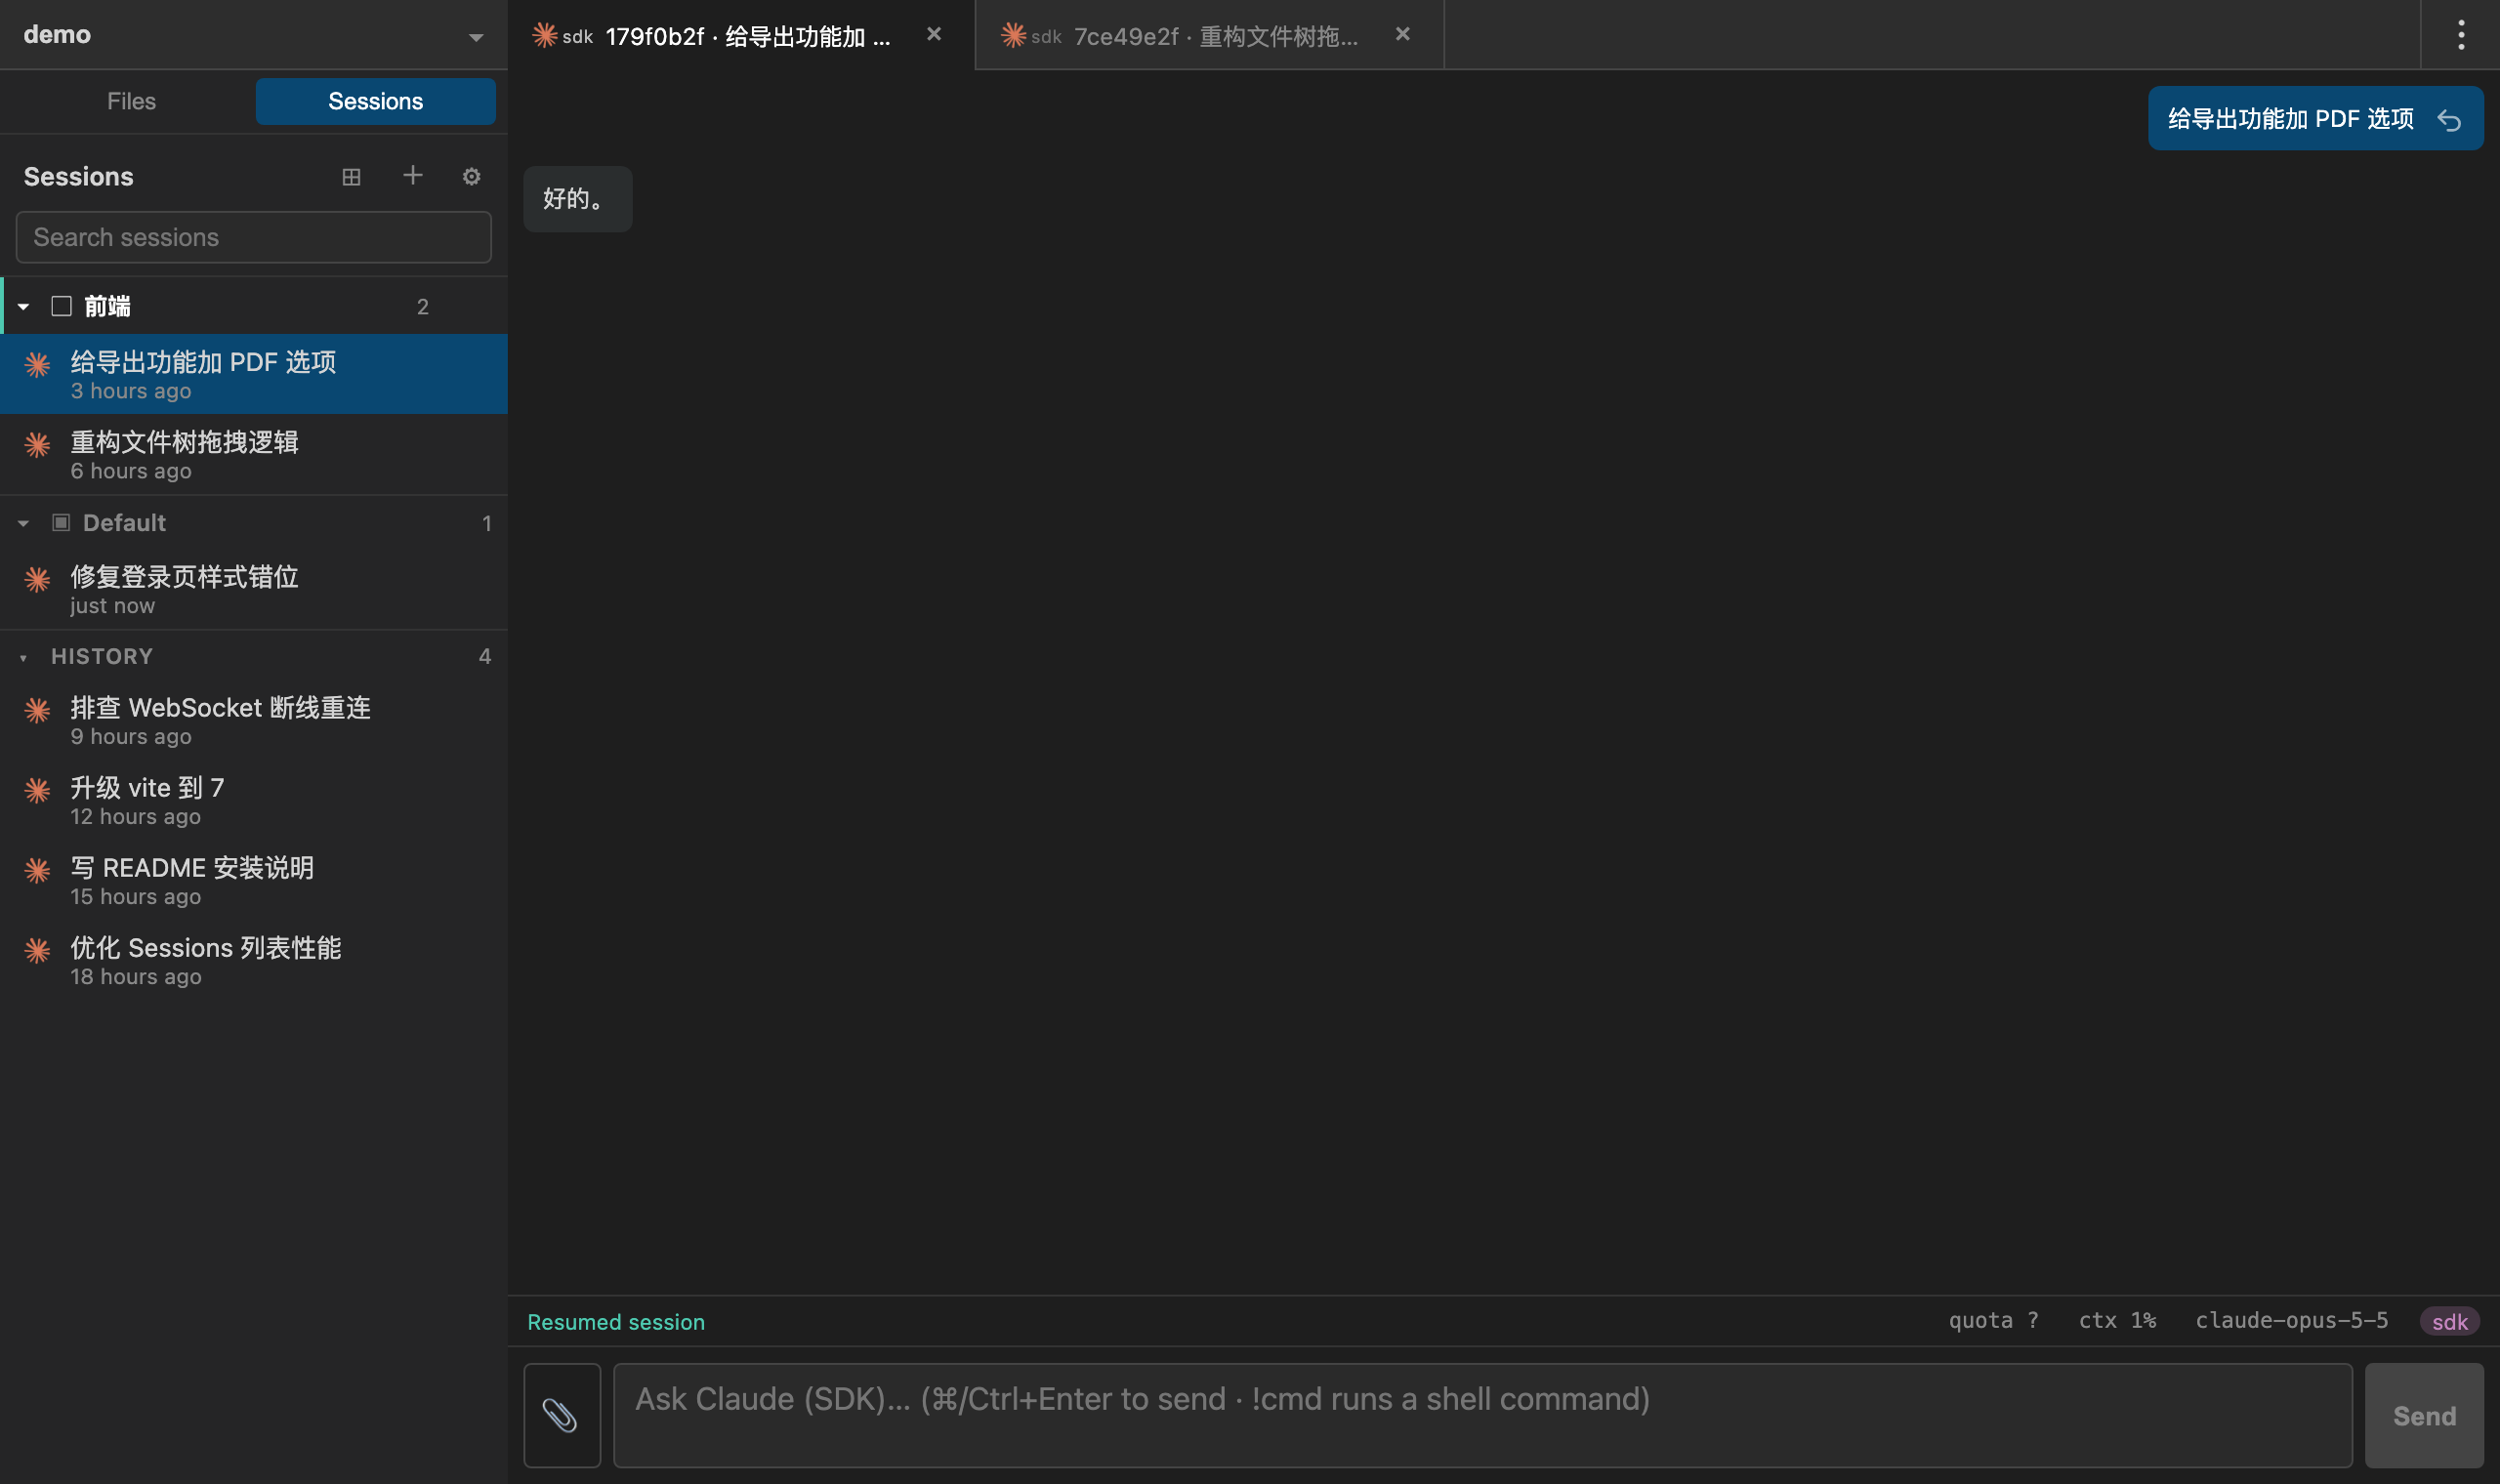 demo
Files
Sessions
Sessions
Search sessions
前端
2
给导出功能加 PDF 选项
3 hours ago
重构文件树拖拽逻辑
6 hours ago
Default
1
修复登录页样式错位
just now
HISTORY
4
排查 WebSocket 断线重连
9 hours ago
升级 vite 到 7
12 hours ago
写 README 安装说明
15 hours ago
优化 Sessions 列表性能
18 hours ago
sdk 179f0b2f · 给导出功能加 ...
sdk 7ce49e2f · 重构文件树拖...
给导出功能加 PDF 选项
好的。
Resumed session
quota ?
ctx 1%
claude-opus-5-5
sdk
Ask Claude (SDK)... (⌘/Ctrl+Enter to send · !cmd runs a shell command)
Send